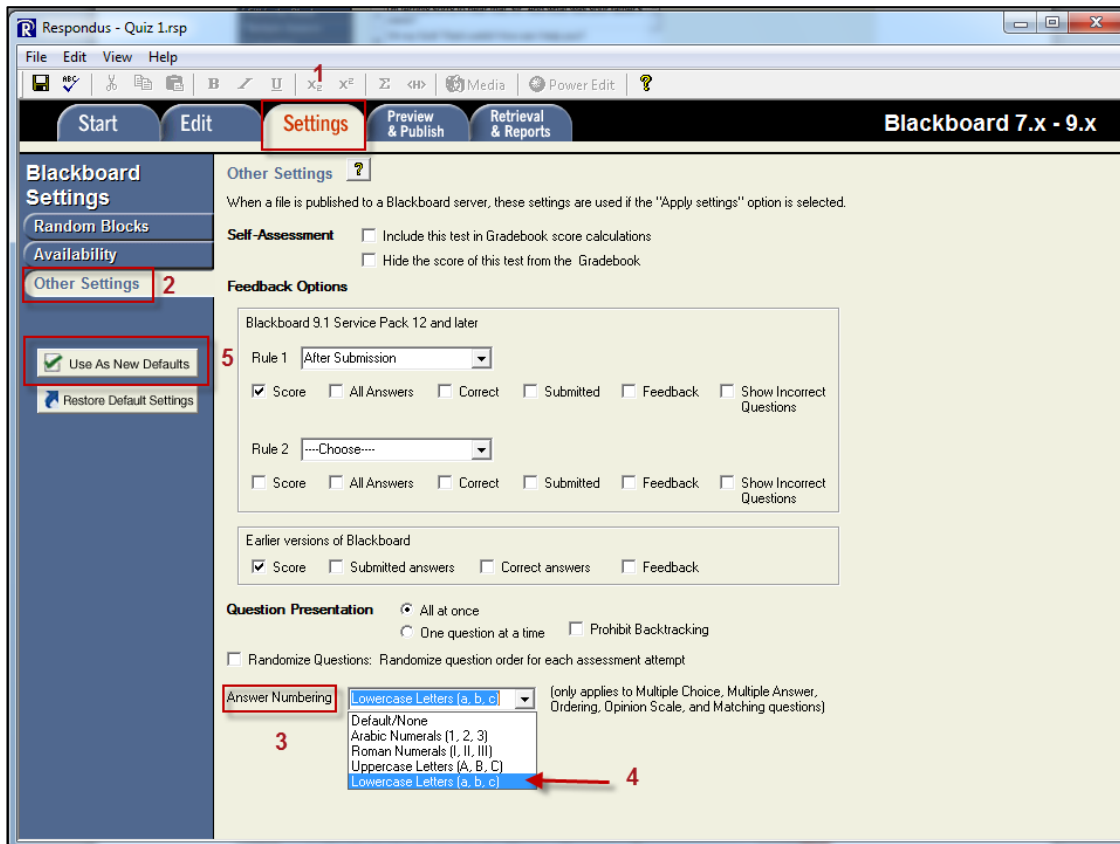 Respondus - Quiz 1.rsp
File Edit View Help
ABC B I U X2 X² Σ <H> Media Power Edit ?
1
Start Edit Settings Preview & Publish Retrieval & Reports Blackboard 7.x - 9.x
Blackboard Settings
Random Blocks
Availability
Other Settings 2
Use As New Defaults 5
Restore Default Settings
Other Settings ?
When a file is published to a Blackboard server, these settings are used if the "Apply settings" option is selected.
Self-Assessment Include this test in Gradebook score calculations
Hide the score of this test from the Gradebook
Feedback Options
Blackboard 9.1 Service Pack 12 and later
Rule 1 After Submission
Score All Answers Correct Submitted Feedback Show Incorrect Questions
Rule 2 ----Choose----
Score All Answers Correct Submitted Feedback Show Incorrect Questions
Earlier versions of Blackboard
Score Submitted answers Correct answers Feedback
Question Presentation All at once
One question at a time Prohibit Backtracking
Randomize Questions: Randomize question order for each assessment attempt
Answer Numbering Lowercase Letters (a, b, c) (only applies to Multiple Choice, Multiple Answer,
Ordering, Opinion Scale, and Matching questions)
3
Default/None
Arabic Numerals (1, 2, 3)
Roman Numerals (I, II, III)
Uppercase Letters (A, B, C)
Lowercase Letters (a, b, c) 4